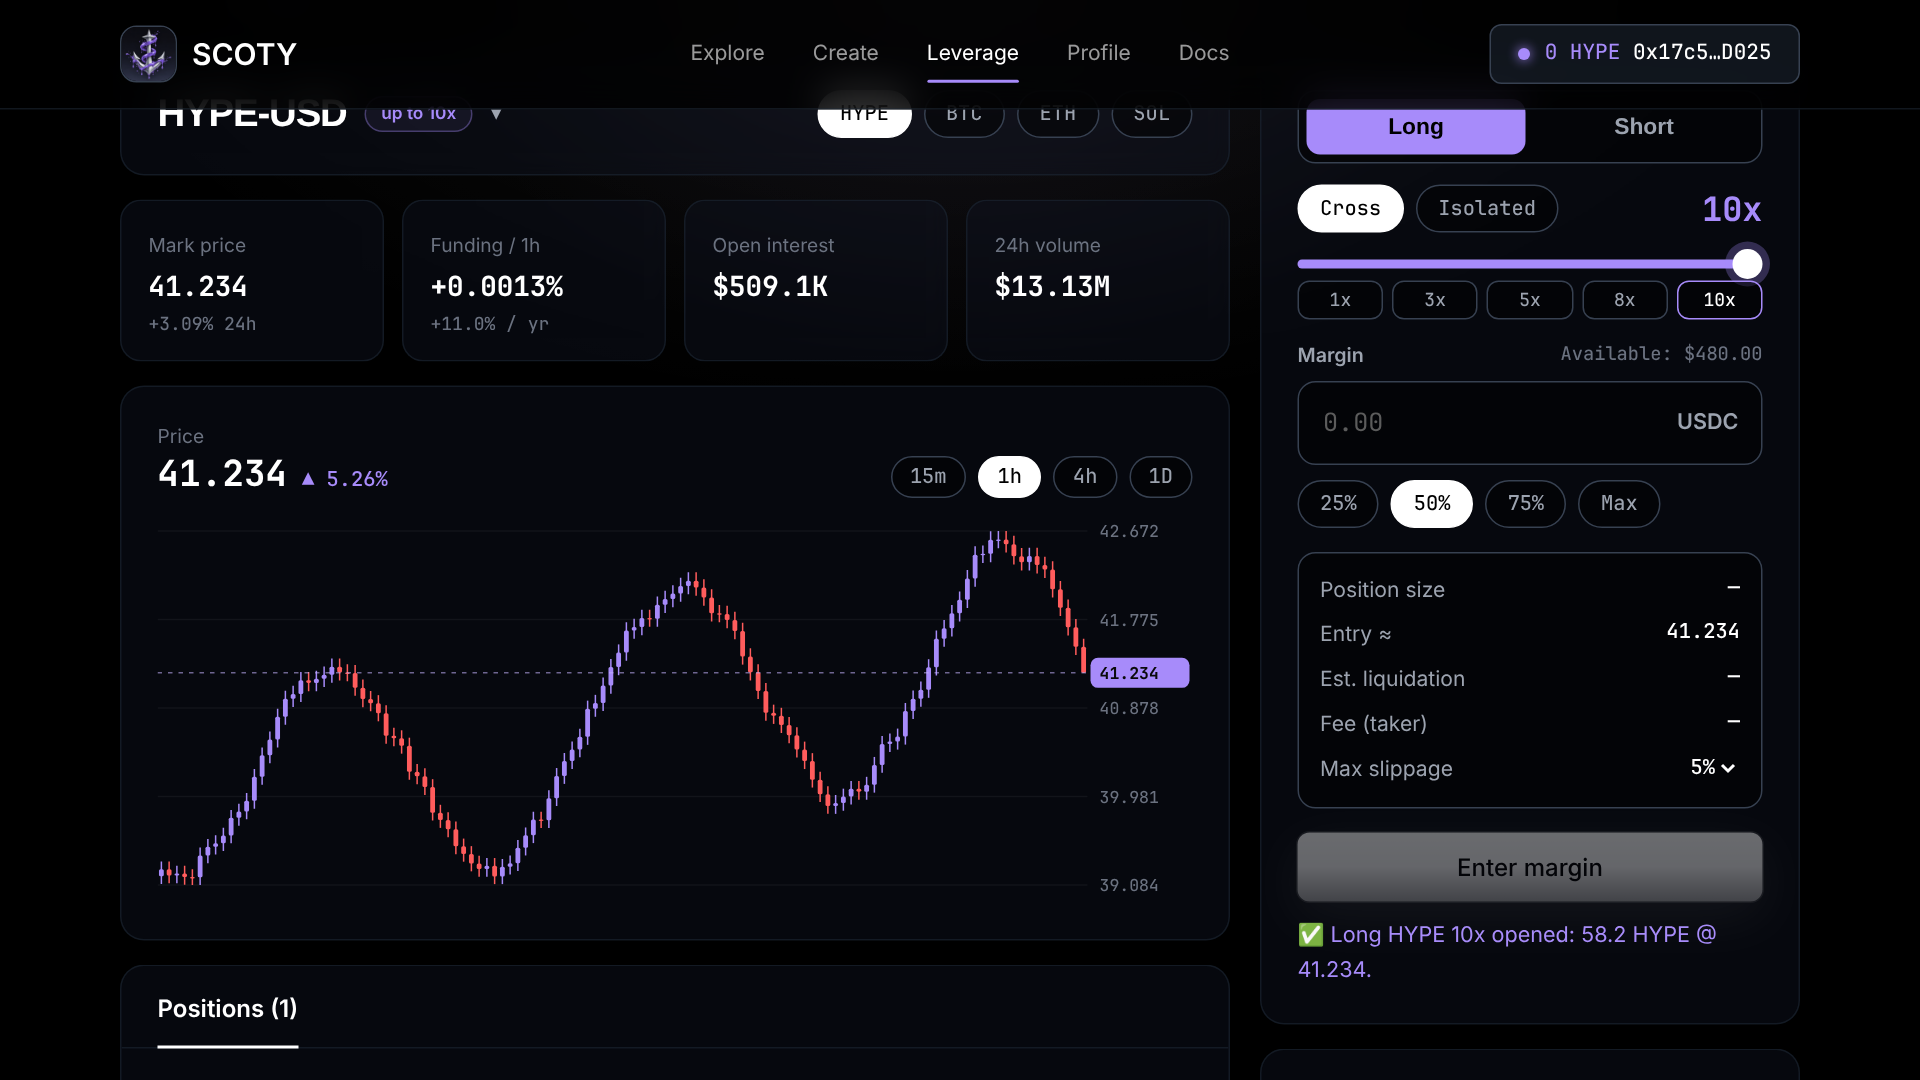 SCOTY
Explore
Create
Leverage
Profile
Docs
0 HYPE 0x17c5…D025
HYPE-USD
up to 10x
▼
HYPE
BTC
ETH
SOL
Mark price
41.234
+3.09% 24h
Funding / 1h
+0.0013%
+11.0% / yr
Open interest
$509.1K
24h volume
$13.13M
Price
41.234 ▲ 5.26%
15m
1h
4h
1D
42.672
41.775
41.234
40.878
39.981
39.084
Positions (1)
Long
Short
Cross
Isolated
10x
1x
3x
5x
8x
10x
Margin
Available: $480.00
0.00
USDC
25%
50%
75%
Max
Position size –
Entry ≈ 41.234
Est. liquidation –
Fee (taker) –
Max slippage 5%
Enter margin
✅ Long HYPE 10x opened: 58.2 HYPE @
41.234.